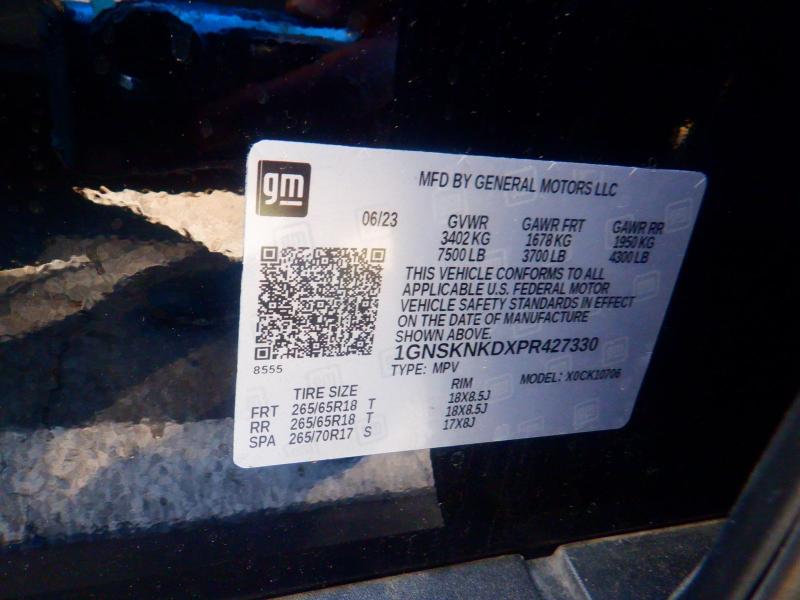 gm
MFD BY GENERAL MOTORS LLC
06/23 GVWR GAWR FRT GAWR RR
3402 KG 1678 KG 1950 KG
7500 LB 3700 LB 4300 LB
THIS VEHICLE CONFORMS TO ALL
APPLICABLE U.S. FEDERAL MOTOR
VEHICLE SAFETY STANDARDS IN EFFECT
ON THE DATE OF MANUFACTURE
SHOWN ABOVE.
8555
1GNSKNKDXPR427330
TYPE: MPV MODEL: X0CK10706
TIRE SIZE RIM
FRT 265/65R18 T 18X8.5J
RR 265/65R18 T 18X8.5J
SPA 265/70R17 S 17X8J